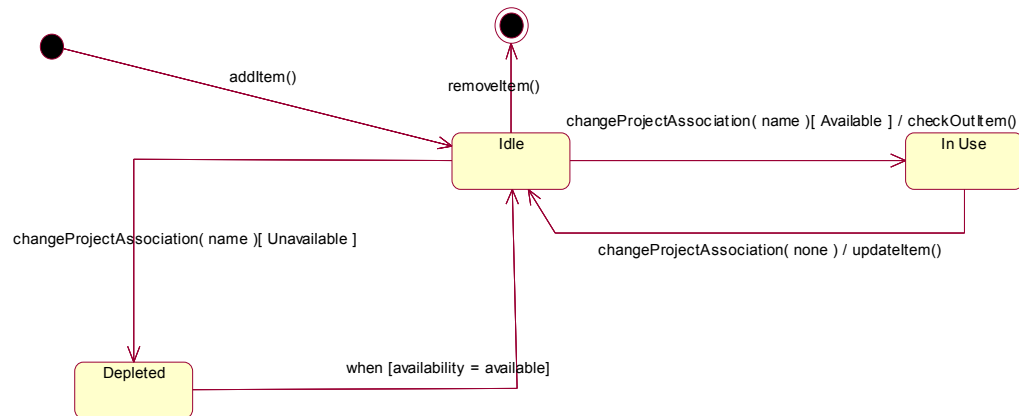 addItem()
removeItem()
changeProjectAssociation( name )[ Available ] / checkOutItem()
Idle
In Use
changeProjectAssociation( name )[ Unavailable ]
changeProjectAssociation( none ) / updateItem()
when [availability = available]
Depleted